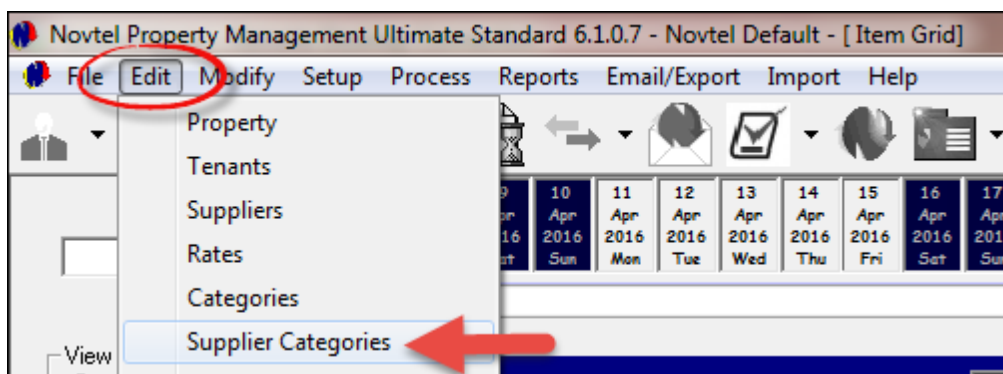 Novtel Property Management Ultimate Standard 6.1.0.7 - Novtel Default - [ Item Grid]
File Edit Modify Setup Process Reports Email/Export Import Help
Property
Tenants
Suppliers
Rates
Categories
Supplier Categories
10 11 12 13 14 15 16 17
Apr Apr Apr Apr Apr Apr Apr
2016 2016 2016 2016 2016 2016 2016
Sun Mon Tue Wed Thu Fri Sat
View